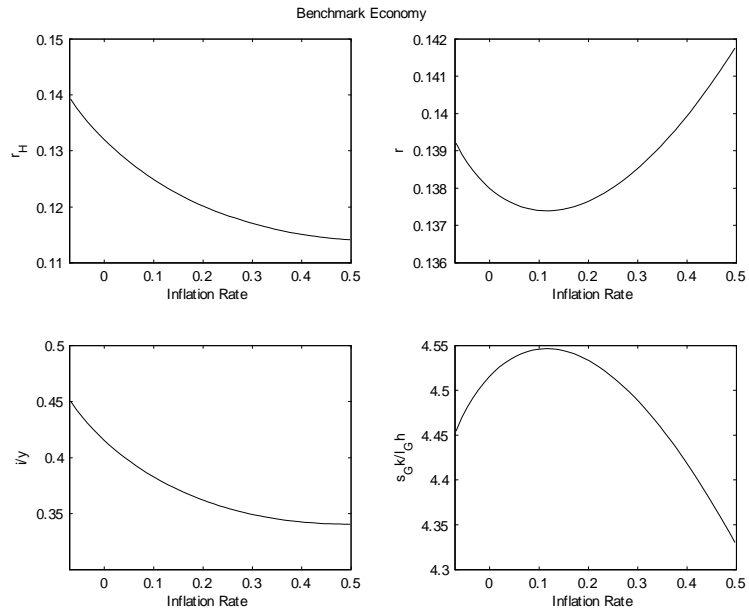 Benchmark Economy
0.15
0.14
0.13
0.12
0.11
r_H
0 0.1 0.2 0.3 0.4 0.5
Inflation Rate
0.142
0.141
0.14
0.139
0.138
0.137
0.136
r
0 0.1 0.2 0.3 0.4 0.5
Inflation Rate
0.5
0.45
0.4
0.35
i/y
0 0.1 0.2 0.3 0.4 0.5
Inflation Rate
4.55
4.5
4.45
4.4
4.35
4.3
s_G k/l_G h
0 0.1 0.2 0.3 0.4 0.5
Inflation Rate